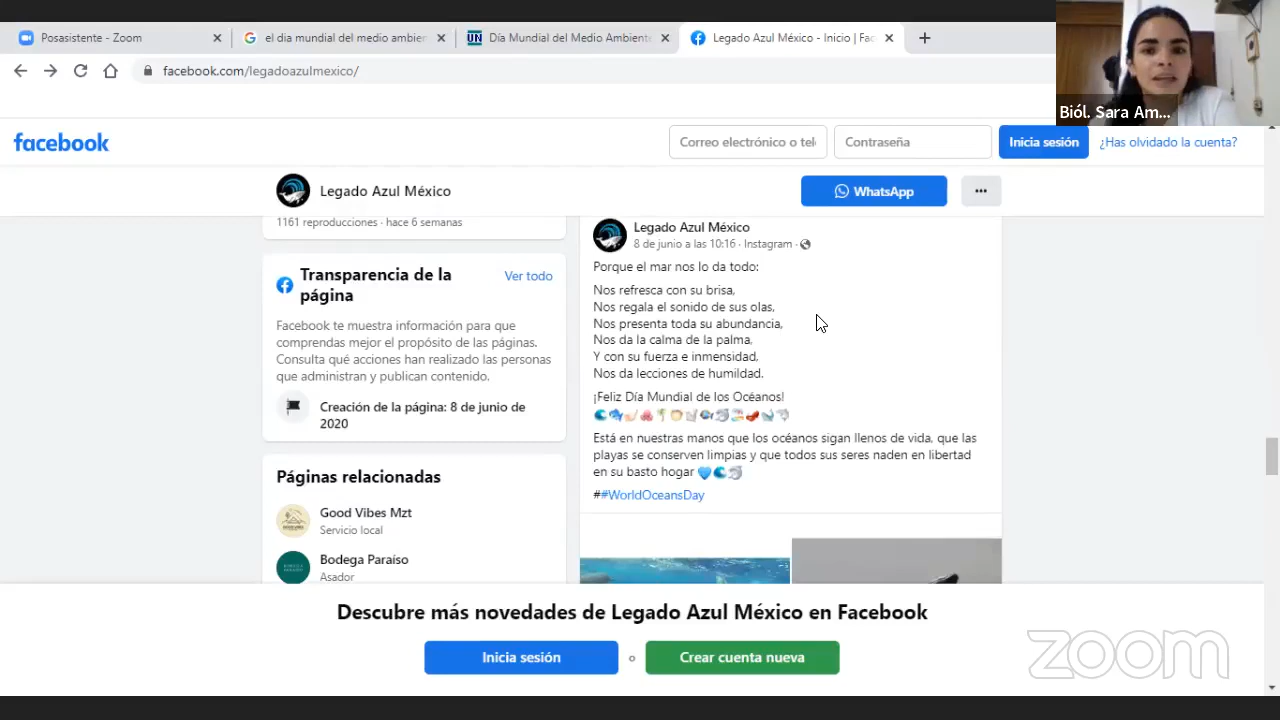 Posasistente - Zoom
el dia mundial del medio ambien
UN
Día Mundial del Medio Ambiente
Legado Azul México - Inicio | Fac
facebook.com/legadoazulmexico/
Biól. Sara Am...
facebook
Correo electrónico o telé
Contraseña
Inicia sesión
¿Has olvidado la cuenta?
Legado Azul México
WhatsApp
1161 reproducciones · hace 6 semanas
Transparencia de la
página
Ver todo
Facebook te muestra información para que
comprendas mejor el propósito de las páginas.
Consulta qué acciones han realizado las personas
que administran y publican contenido.
Creación de la página: 8 de junio de
2020
Páginas relacionadas
Good Vibes Mzt
Servicio local
Bodega Paraíso
Asador
Legado Azul México
8 de junio a las 10:16 · Instagram ·
Porque el mar nos lo da todo:
Nos refresca con su brisa,
Nos regala el sonido de sus olas,
Nos presenta toda su abundancia,
Nos da la calma de la palma,
Y con su fuerza e inmensidad,
Nos da lecciones de humildad.
¡Feliz Día Mundial de los Océanos!
Está en nuestras manos que los océanos sigan llenos de vida, que las
playas se conserven limpias y que todos sus seres naden en libertad
en su basto hogar
##WorldOceansDay
Descubre más novedades de Legado Azul México en Facebook
Inicia sesión
o
Crear cuenta nueva
zoom